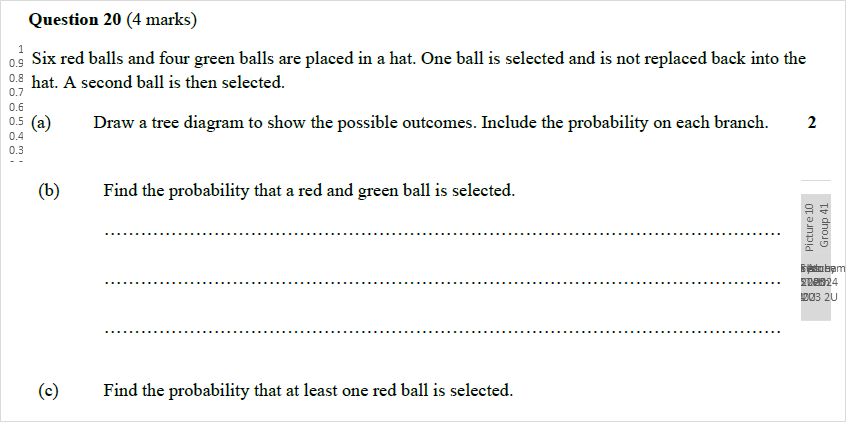 Question 20 (4 marks)
1
0.9
0.8
0.7
0.6
0.5
0.4
0.3
Six red balls and four green balls are placed in a hat. One ball is selected and is not replaced back into the
hat. A second ball is then selected.
(a) Draw a tree diagram to show the possible outcomes. Include the probability on each branch. 2
(b) Find the probability that a red and green ball is selected.
................................................................................................................
................................................................................................................
................................................................................................................
Picture 10
Group 41
(c) Find the probability that at least one red ball is selected.